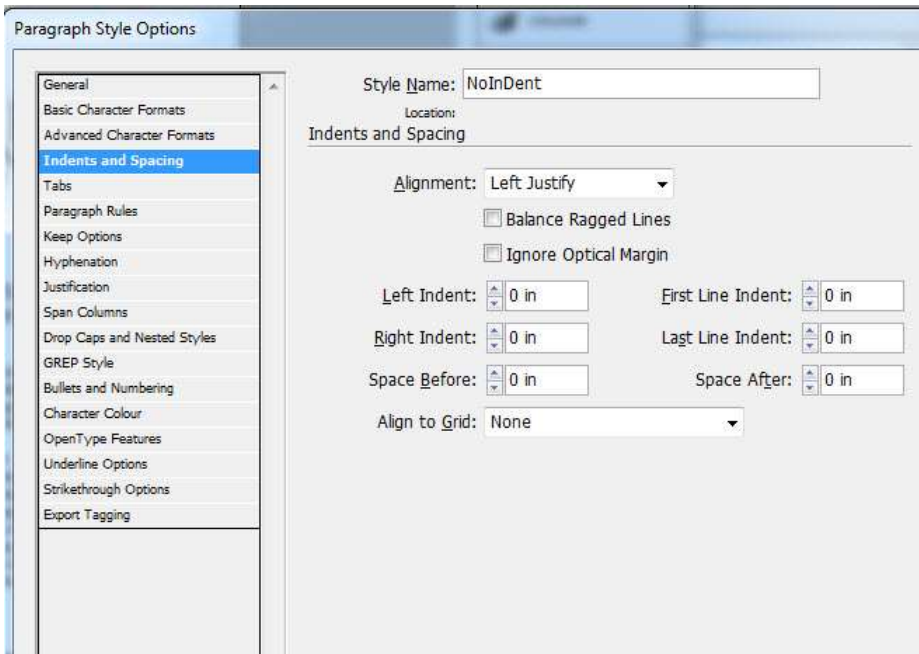 Paragraph Style Options
General
Basic Character Formats
Advanced Character Formats
Indents and Spacing
Tabs
Paragraph Rules
Keep Options
Hyphenation
Justification
Span Columns
Drop Caps and Nested Styles
GREP Style
Bullets and Numbering
Character Colour
OpenType Features
Underline Options
Strikethrough Options
Export Tagging
Style Name: NoInDent
Location:
Indents and Spacing
Alignment: Left Justify
Balance Ragged Lines
Ignore Optical Margin
Left Indent: 0 in First Line Indent: 0 in
Right Indent: 0 in Last Line Indent: 0 in
Space Before: 0 in Space After: 0 in
Align to Grid: None